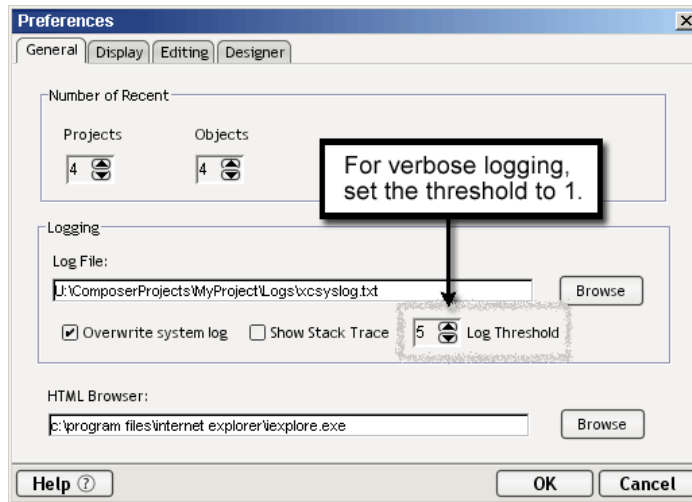 Preferences
General Display Editing Designer
Number of Recent
Projects Objects
4 4
For verbose logging,
set the threshold to 1.
Logging
Log File:
U:\ComposerProjects\MyProject\Logs\xcsyslog.txt Browse
Overwrite system log Show Stack Trace 5 Log Threshold
HTML Browser:
c:\program files\internet explorer\iexplore.exe Browse
Help ? OK Cancel